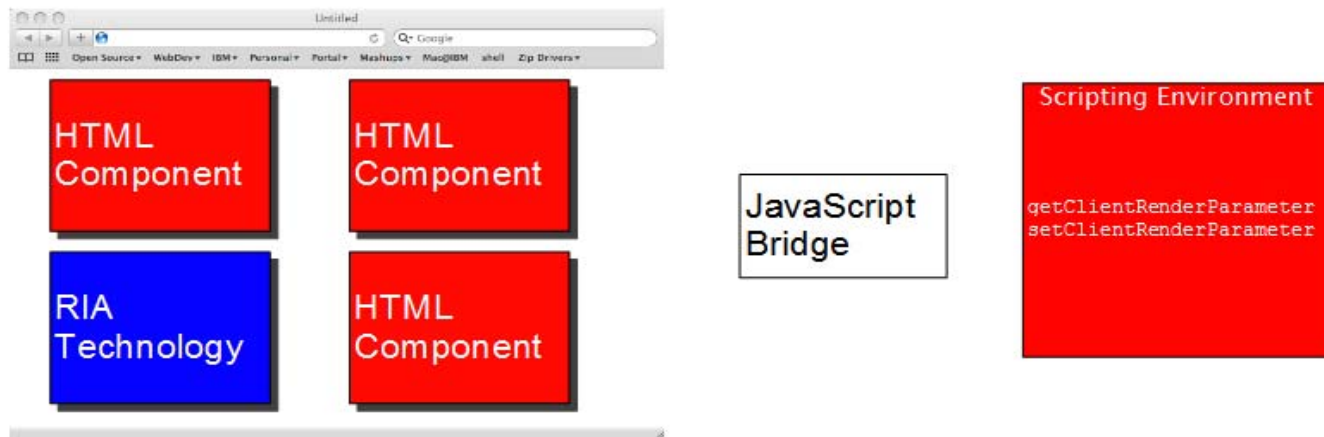 Untitled
Google
Open Source WebDev IBM Personal Portal Mashups Mac@IBM shell Zip Drivers
HTML
Component
HTML
Component
RIA
Technology
HTML
Component
JavaScript
Bridge
Scripting Environment
getClientRenderParameter
setClientRenderParameter